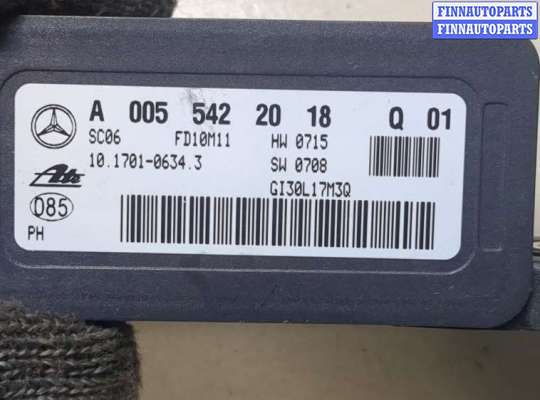 FINNAUTOPARTS
FINNAUTOPARTS
A 005 542 20 18 Q 01
SC06 FD10M11 HW 0715
10.1701-0634.3 SW 0708
Ate GI30L17M3Q
D85
PH